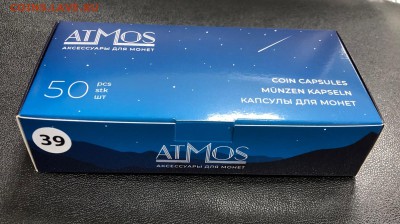 ATMOS
АКСЕССУАРЫ ДЛЯ МОНЕТ
50 pcs
stk
шт
COIN CAPSULES
MÜNZEN KAPSELN
КАПСУЛЫ ДЛЯ МОНЕТ
39
ATMOS
АКСЕССУАРЫ ДЛЯ МОНЕТ